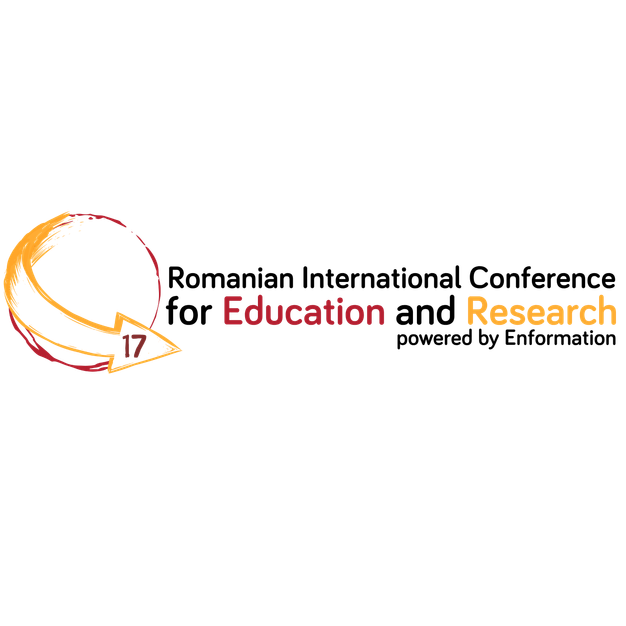 Romanian International Conference
for Education and Research
powered by Enformation
17